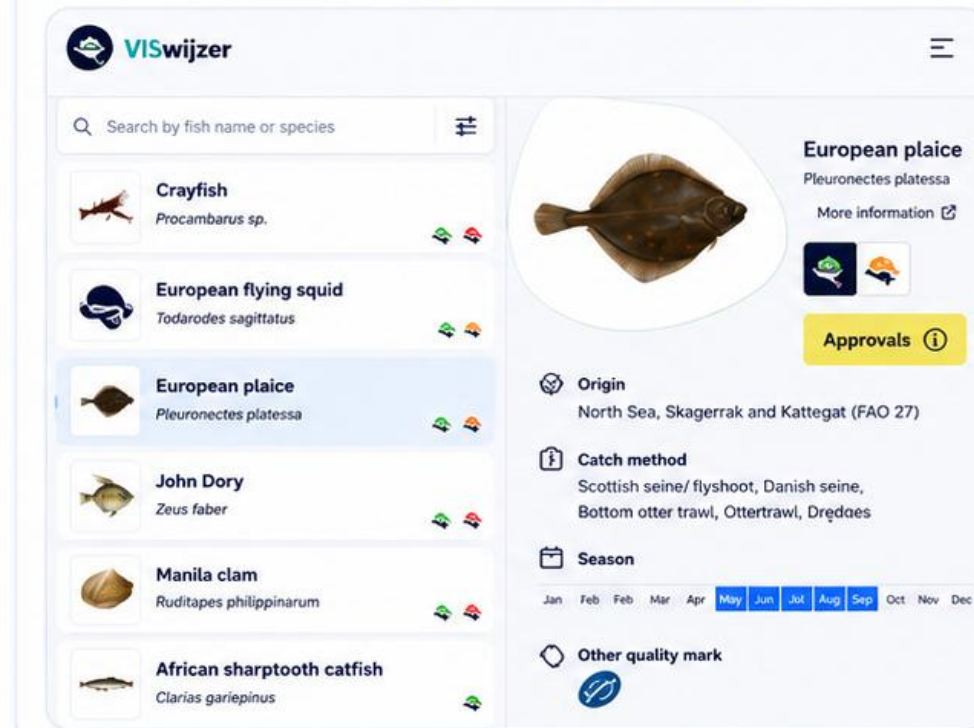 VISwijzer
Search by fish name or species
Crayfish
Procambarus sp.
European flying squid
Todarodes sagittatus
European plaice
Pleuronectes platessa
John Dory
Zeus faber
Manila clam
Ruditapes philippinarum
African sharptooth catfish
Clarias gariepinus
European plaice
Pleuronectes platessa
More information
Approvals
Origin
North Sea, Skagerrak and Kattegat (FAO 27)
Catch method
Scottish seine/ flyshoot, Danish seine,
Bottom otter trawl, Ottertrawl, Dredaes
Season
Jan Feb Feb Mar Apr May Jun Jol Aug Sep Oct Nov Dec
Other quality mark